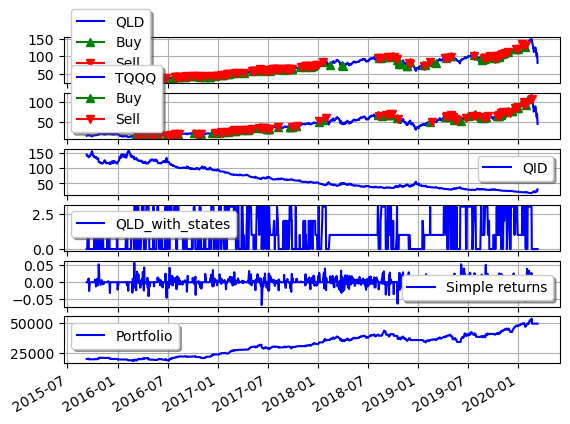 QLD
Buy
Sell
150
100
50
TQQQ
Buy
Sell
100
50
150
100
50
QID
2.5
0.0
QLD_with_states
0.05
0.00
−0.05
Simple returns
50000
25000
Portfolio
2015-07
2016-01
2016-07
2017-01
2017-07
2018-01
2018-07
2019-01
2019-07
2020-01